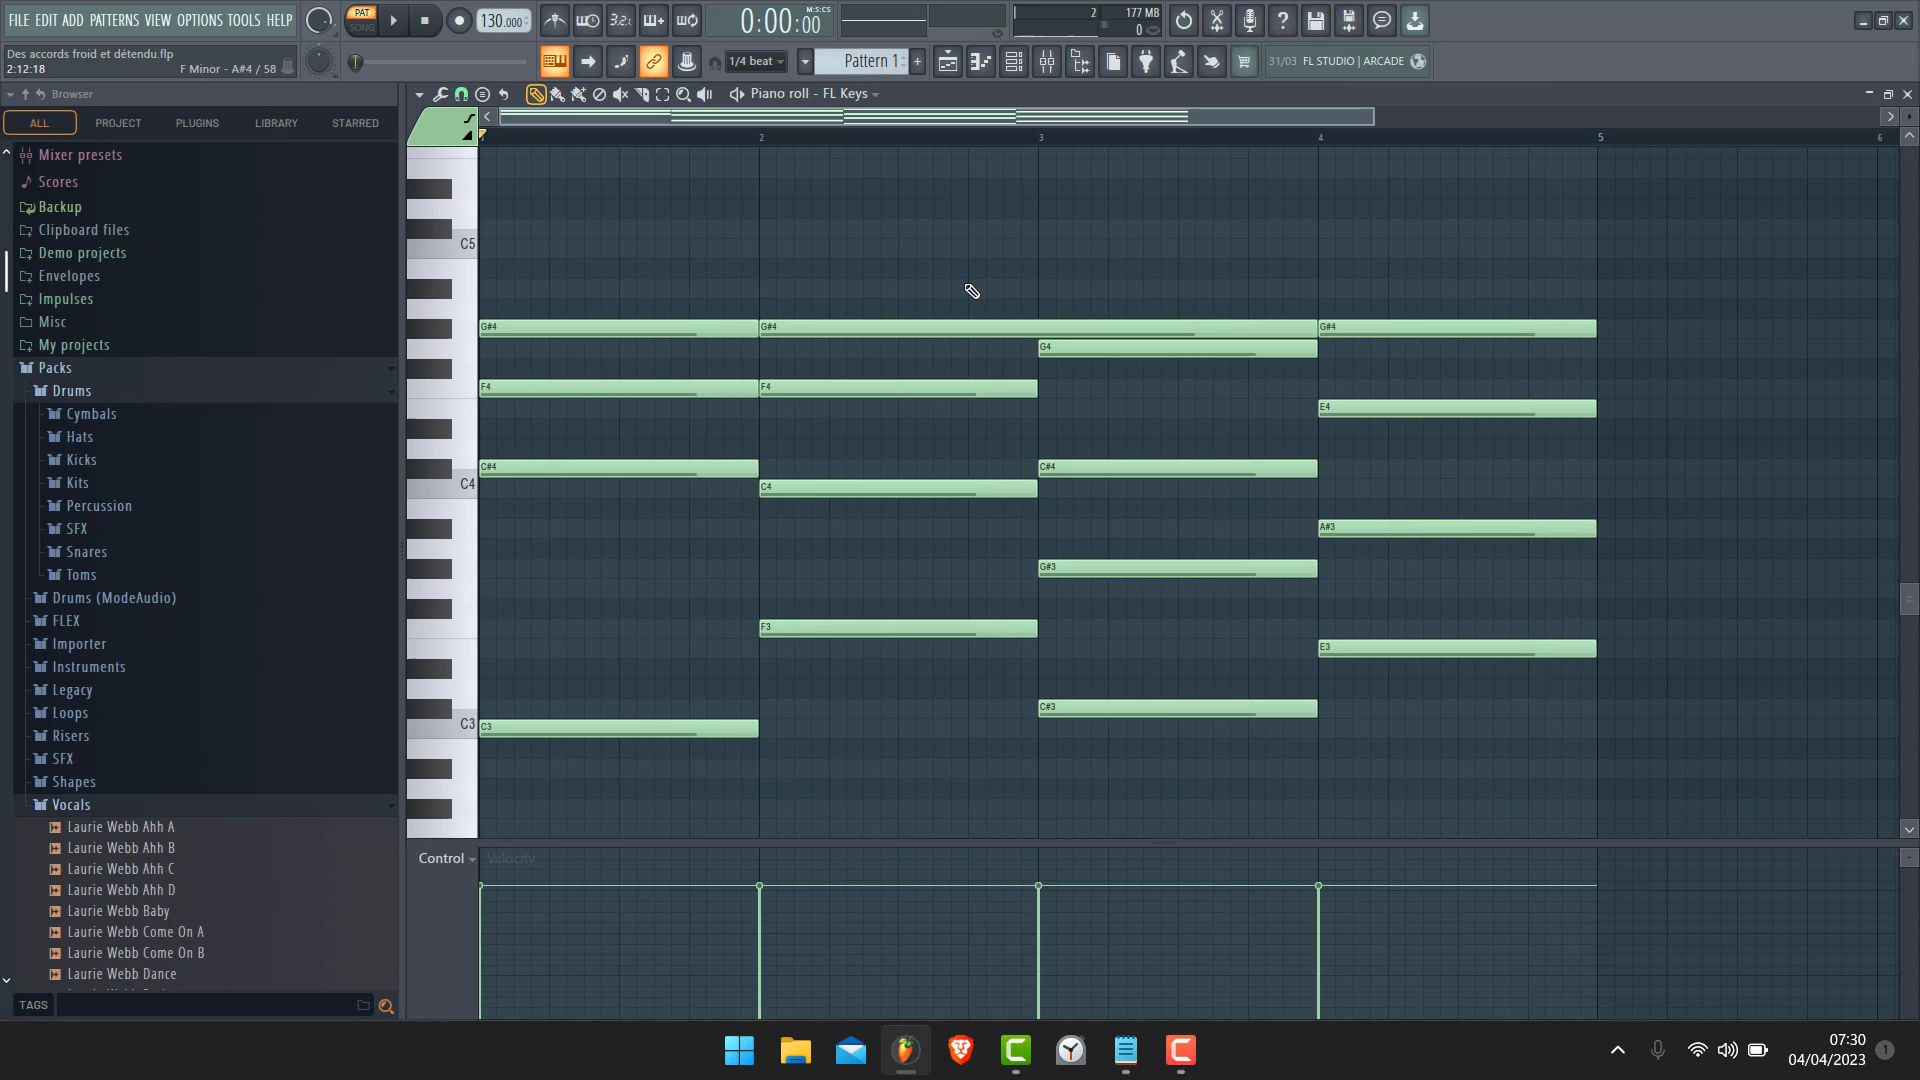 FILE EDIT PATTERNS VIEW OPTIONS TOOLS HELP
PAT
SONG
130.000
3.2.
0:00:00
M:S:CS
2
177 MB
0
Des accords froid et détendu.flp
2:12:18
F Minor - A#4 / 58
1/4 beat
Pattern 1
+
31/03 FL STUDIO | ARCADE
Browser
Piano roll - FL Keys
ALL
PROJECT
PLUGINS
LIBRARY
STARRED
Mixer presets
Scores
Backup
Clipboard files
Demo projects
Envelopes
Impulses
Misc
My projects
Packs
Drums
Cymbals
Hats
Kicks
Kits
Percussion
SFX
Snares
Toms
Drums (ModeAudio)
FLEX
Importer
Instruments
Legacy
Loops
Risers
SFX
Shapes
Vocals
Laurie Webb Ahh A
Laurie Webb Ahh B
Laurie Webb Ahh C
Laurie Webb Ahh D
Laurie Webb Baby
Laurie Webb Come On A
Laurie Webb Come On B
Laurie Webb Dance
TAGS
2 3 4 5 6
C5
G#4 G#4 G#4
G4
F4 F4
E4
C#4 C#4
C4
C4
A#3
G#3
F3
E3
C#3
C3
C3
Control
Velocity
07:30
04/04/2023
1